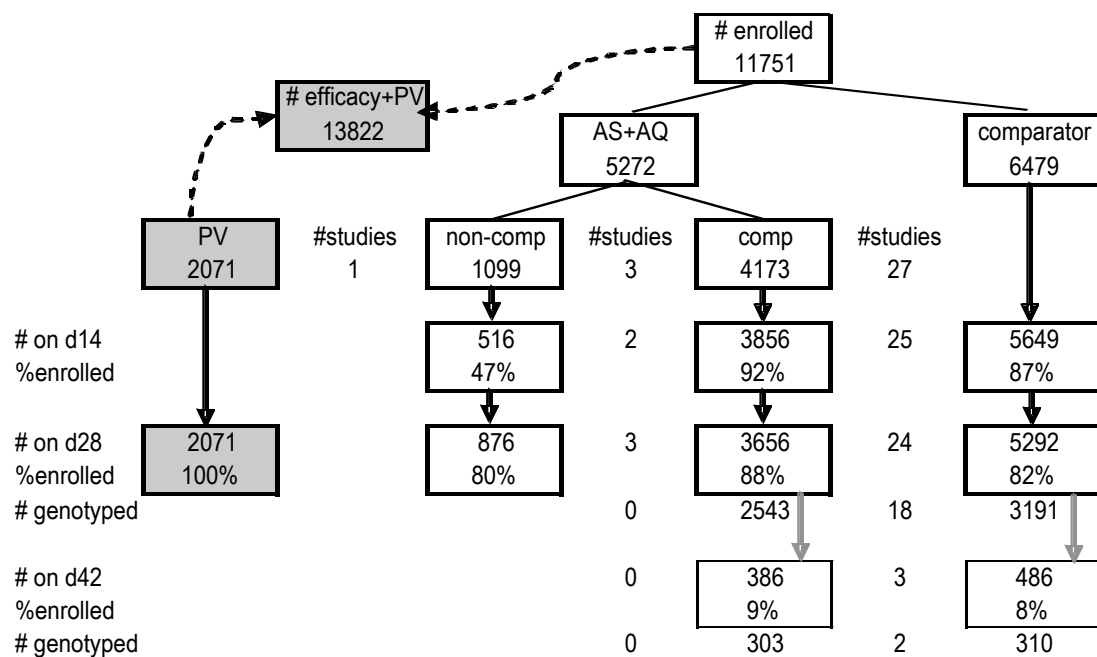 # enrolled
11751
# efficacy+PV
13822
AS+AQ
5272
comparator
6479
PV #studies non-comp #studies comp #studies
2071 1 1099 3 4173 27
# on d14 516 2 3856 25 5649
%enrolled 47% 92% 87%
# on d28 2071 876 3 3656 24 5292
%enrolled 100% 80% 88% 82%
# genotyped 0 2543 18 3191
# on d42 0 386 3 486
%enrolled 9% 8%
# genotyped 0 303 2 310